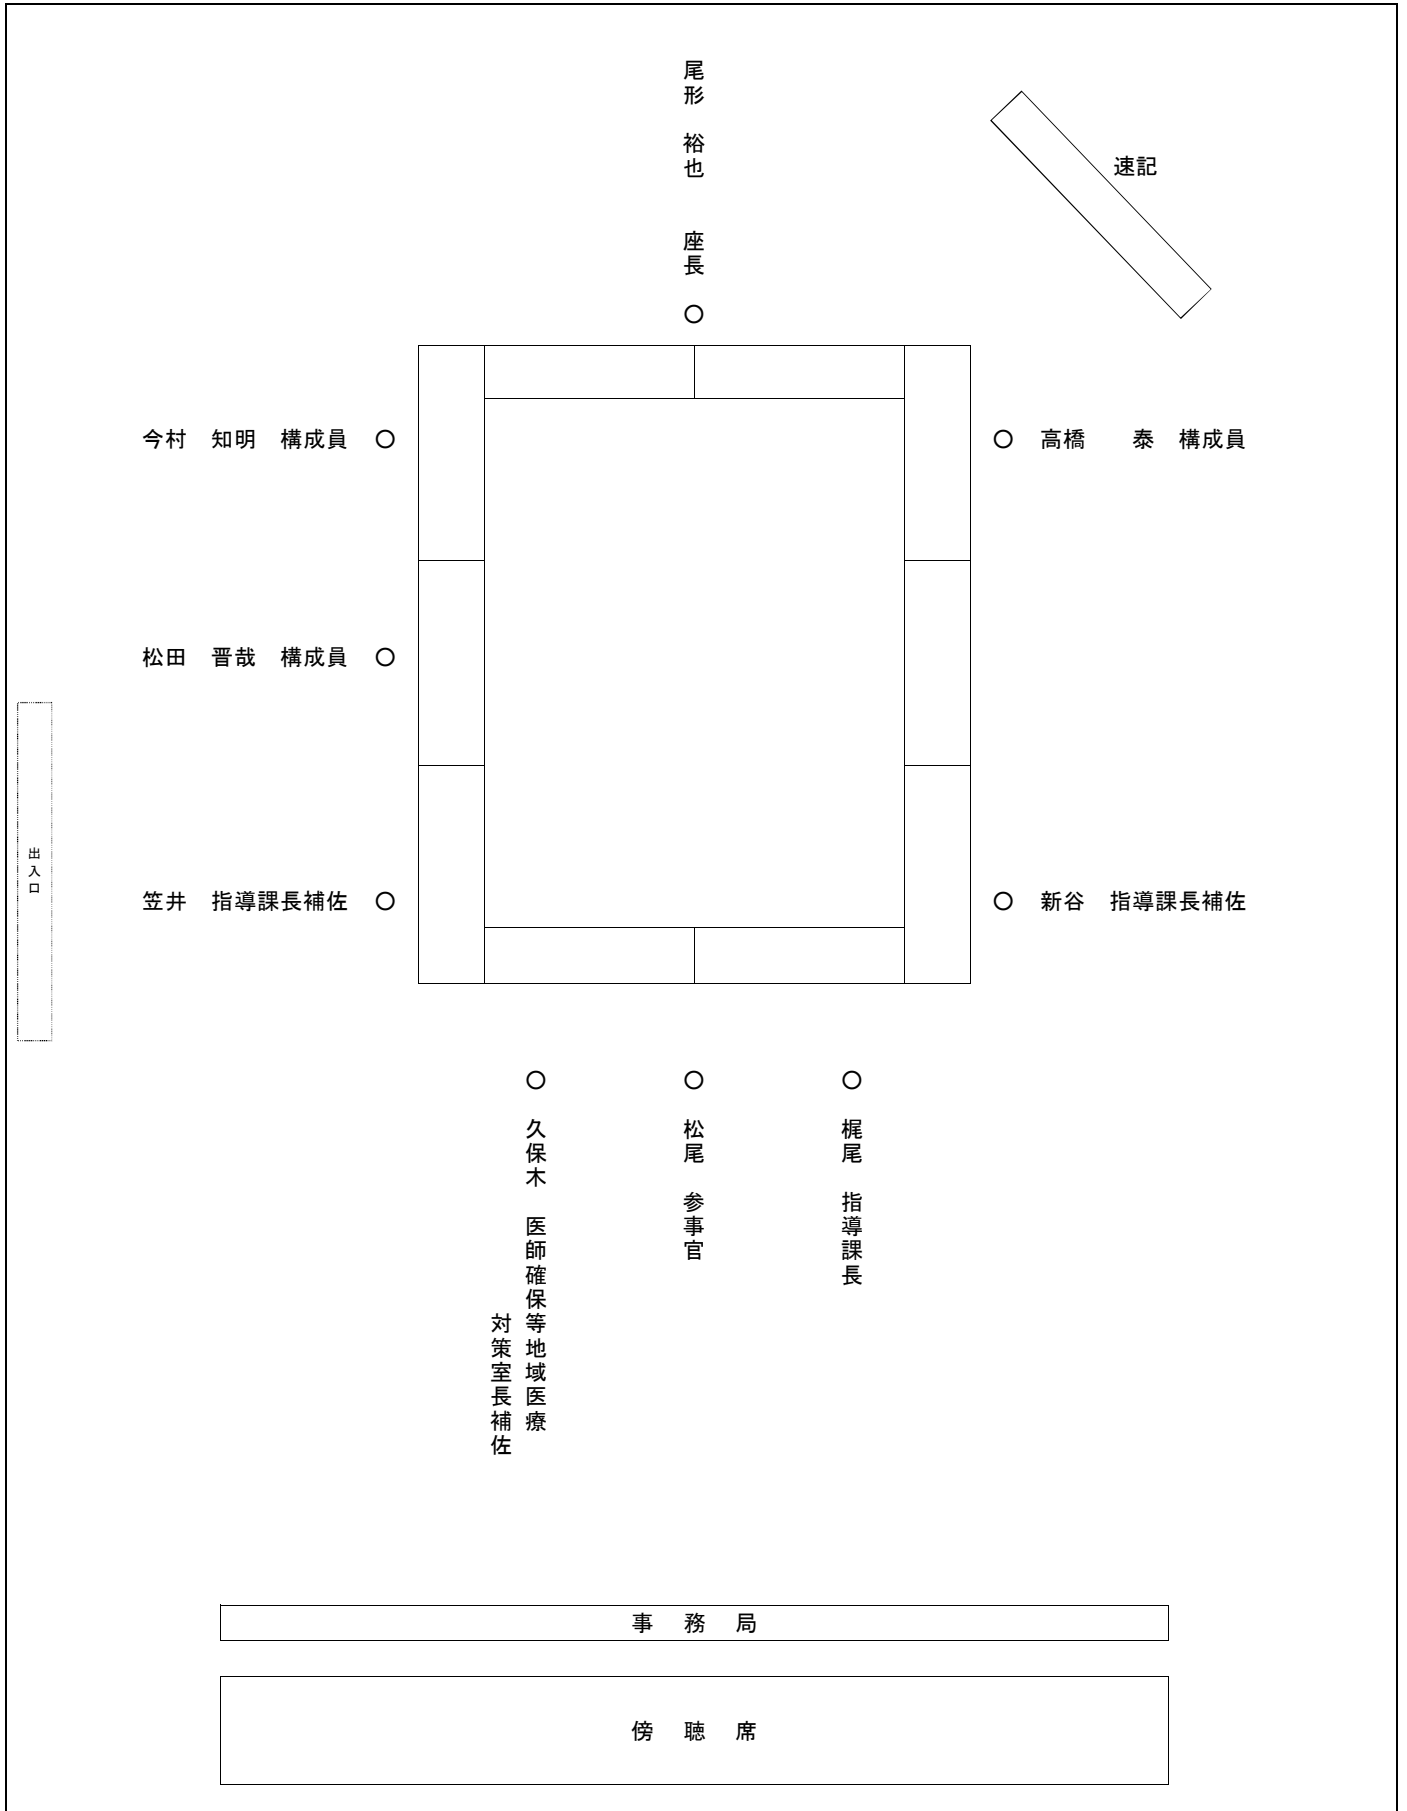 尾形　裕也　　座長　○
速記
今村　知明　構成員　○
○　高橋　　泰　構成員
松田　晋哉　構成員　○
出入口
笠井　指導課長補佐　○
○　新谷　指導課長補佐
○　梶尾　指導課長
○　松尾　参事官
○　久保木　医師確保等地域医療
対策室長補佐
事　務　局
傍　聴　席